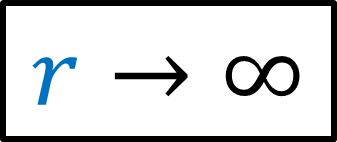 r → ∞